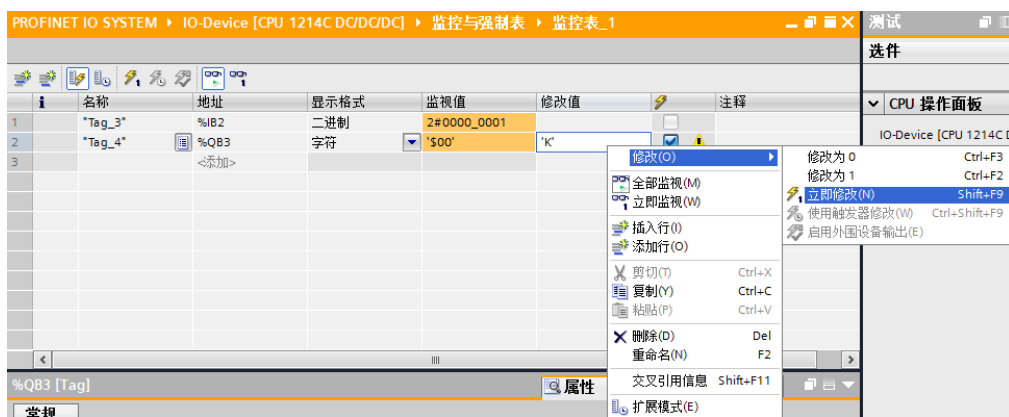 PROFINET IO SYSTEM ▸ IO-Device [CPU 1214C DC/DC/DC] ▸ 监控与强制表 ▸ 监控表_1
测试
选件
i 名称 地址 显示格式 监视值 修改值 注释
CPU 操作面板
1 "Tag_3" %IB2 二进制 2#0000_0001
IO-Device [CPU 1214C D
2 "Tag_4" %QB3 字符 '$00' 'K'
3 <添加>
修改(O)
修改为 0 Ctrl+F3
修改为 1 Ctrl+F2
立即修改(N) Shift+F9
使用触发器修改(W) Ctrl+Shift+F9
启用外围设备输出(E)
全部监视(M)
立即监视(W)
插入行(I)
添加行(O)
剪切(T) Ctrl+X
复制(Y) Ctrl+C
粘贴(P) Ctrl+V
删除(D) Del
重命名(N) F2
交叉引用信息 Shift+F11
扩展模式(E)
%QB3 [Tag]
属性
常规